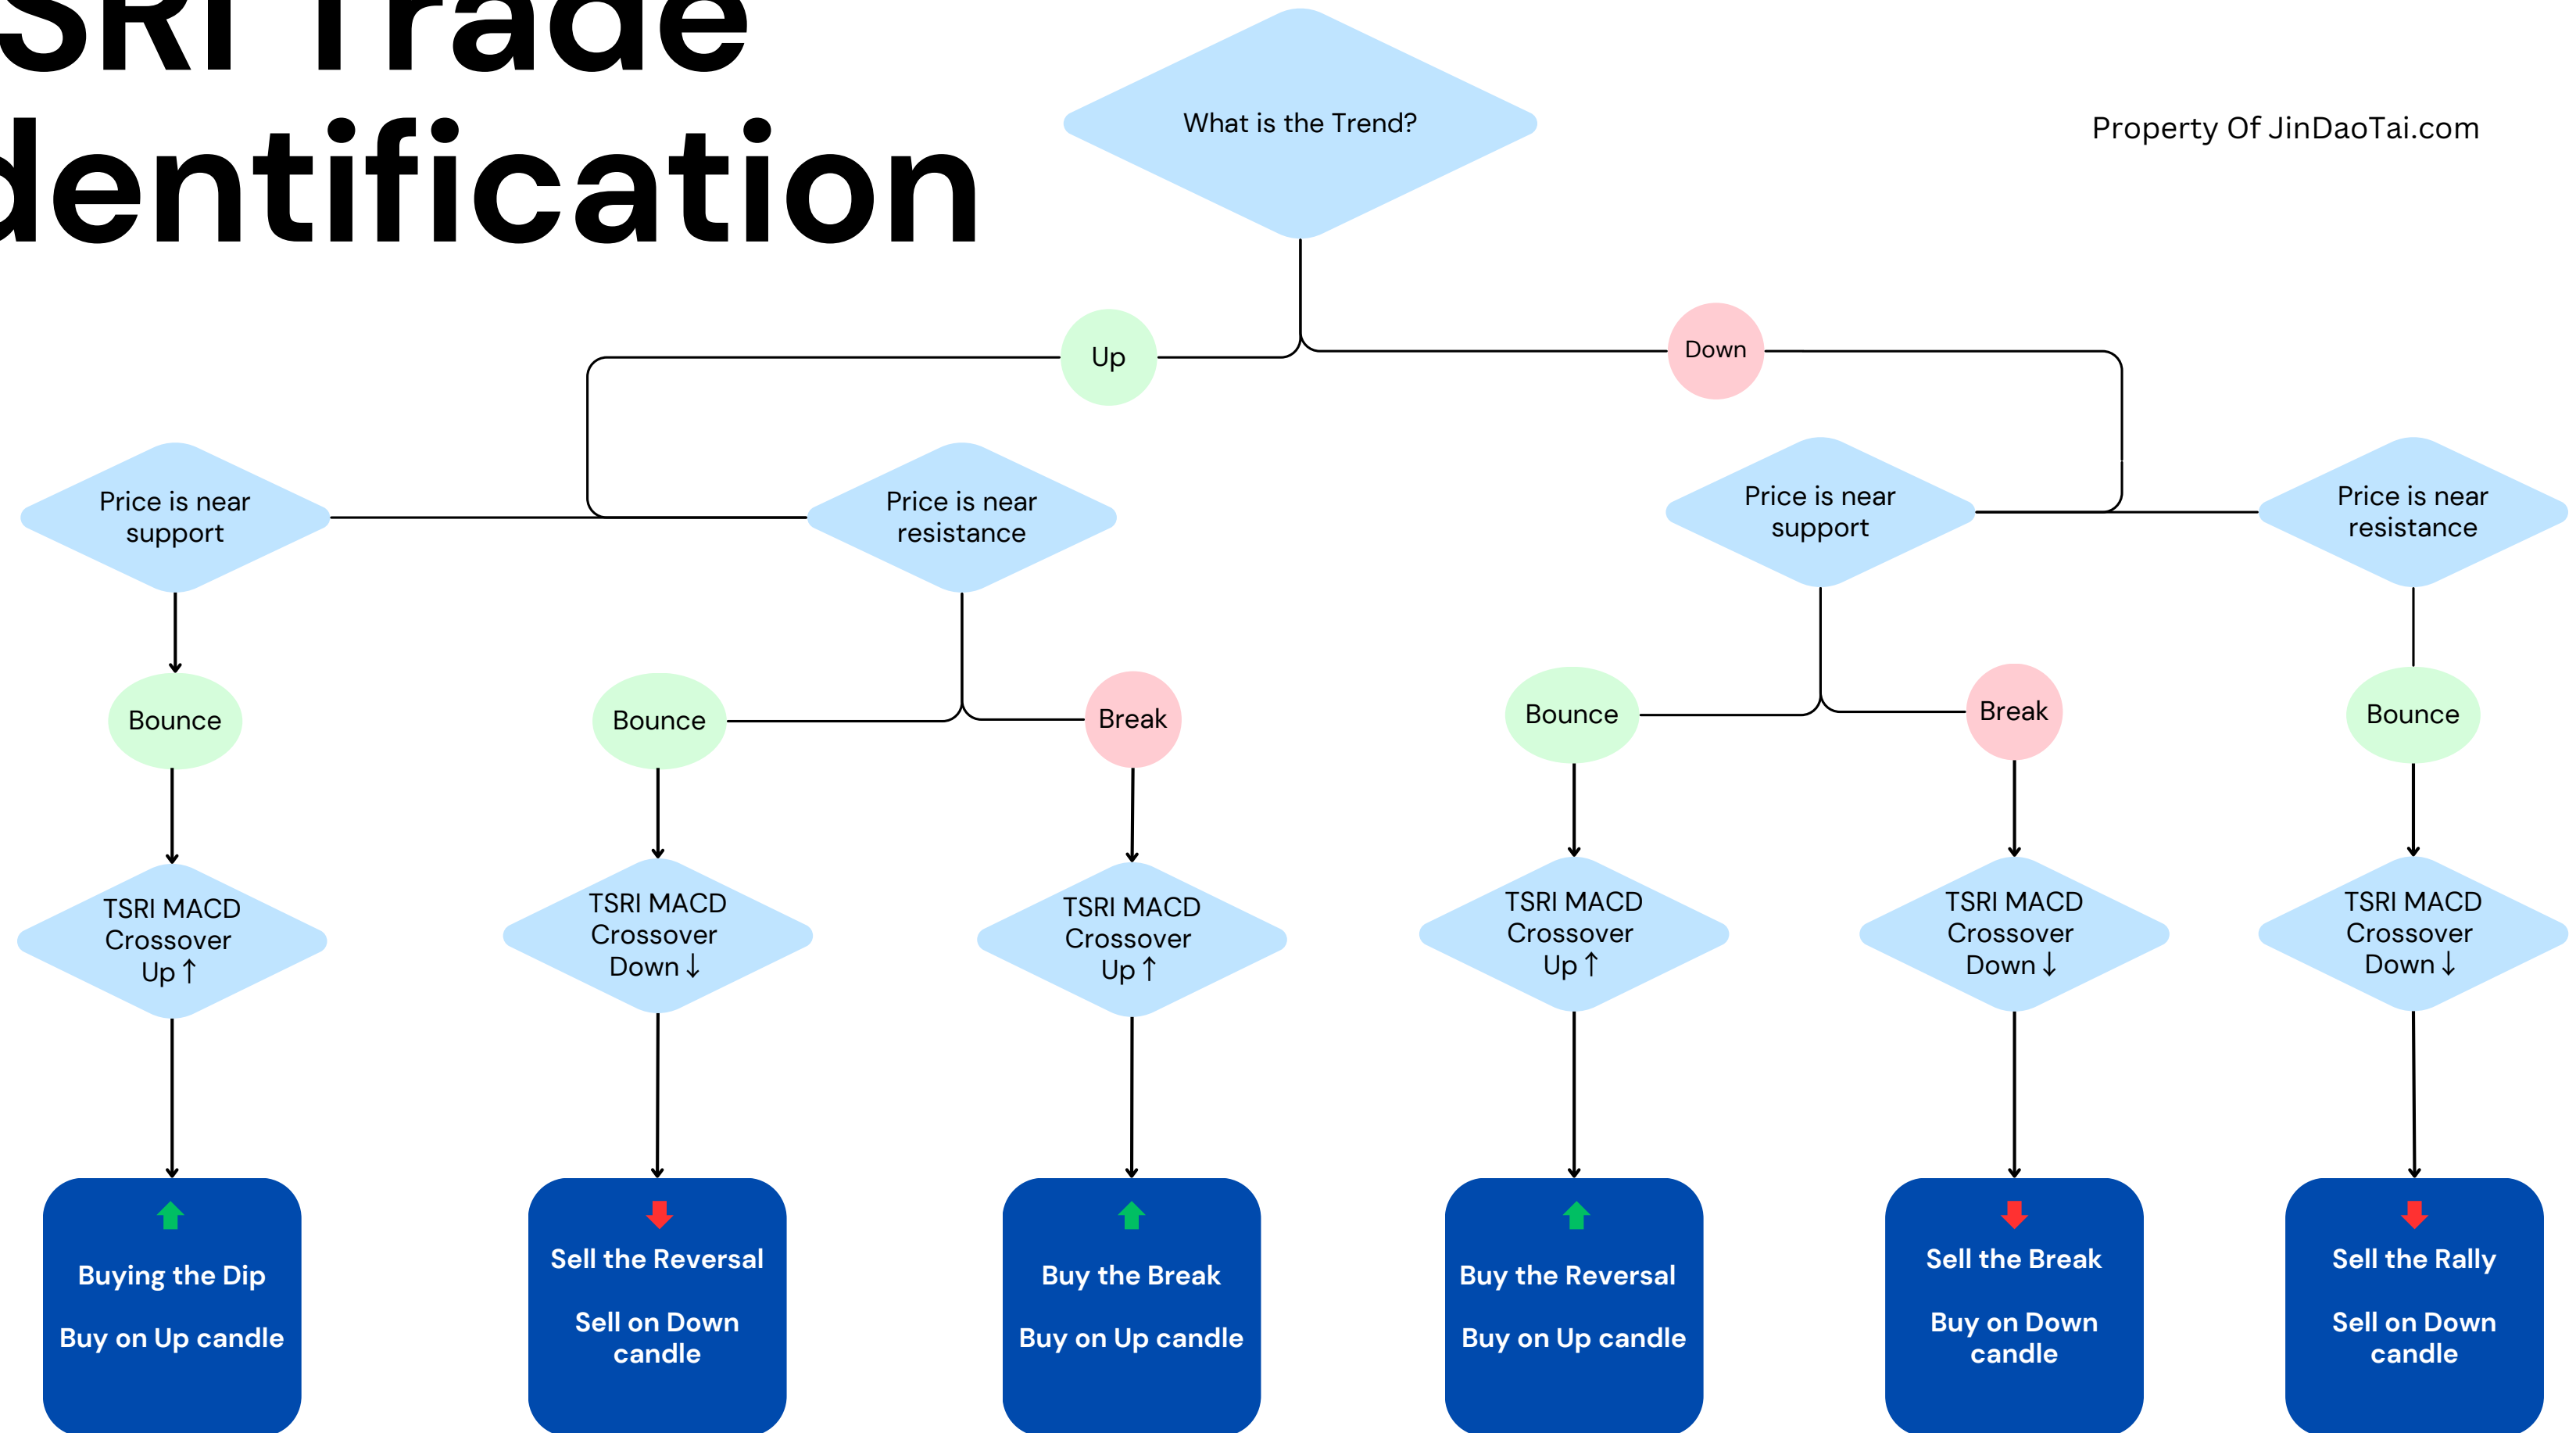 SRI Trade
dentification
What is the Trend?
Property Of JinDaoTai.com
Up
Down
Price is near
support
Price is near
resistance
Price is near
support
Price is near
resistance
Bounce
Bounce
Break
Bounce
Break
Bounce
TSRI MACD
Crossover
Up ↑
TSRI MACD
Crossover
Down ↓
TSRI MACD
Crossover
Up ↑
TSRI MACD
Crossover
Up ↑
TSRI MACD
Crossover
Down ↓
TSRI MACD
Crossover
Down ↓
Buying the Dip
Buy on Up candle
Sell the Reversal
Sell on Down
candle
Buy the Break
Buy on Up candle
Buy the Reversal
Buy on Up candle
Sell the Break
Buy on Down
candle
Sell the Rally
Sell on Down
candle